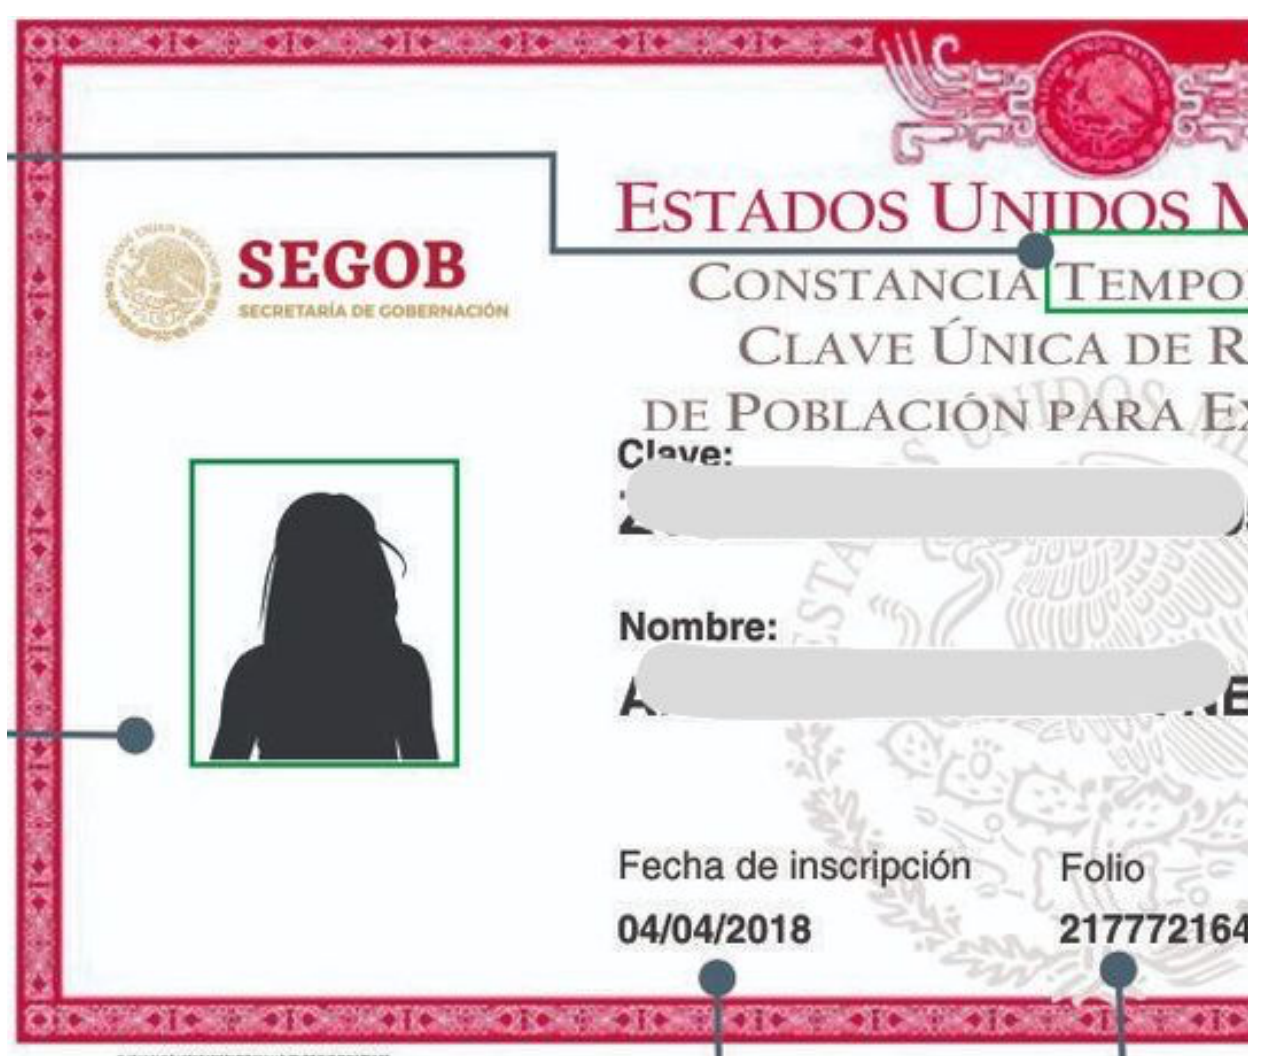 ESTADOS UNIDOS
SEGOB
SECRETARÍA DE GOBERNACIÓN
CONSTANCIA TEMPO
CLAVE ÚNICA DE R
DE POBLACIÓN PARA E
Clave:
Nombre:
Fecha de inscripción Folio
04/04/2018 217772164